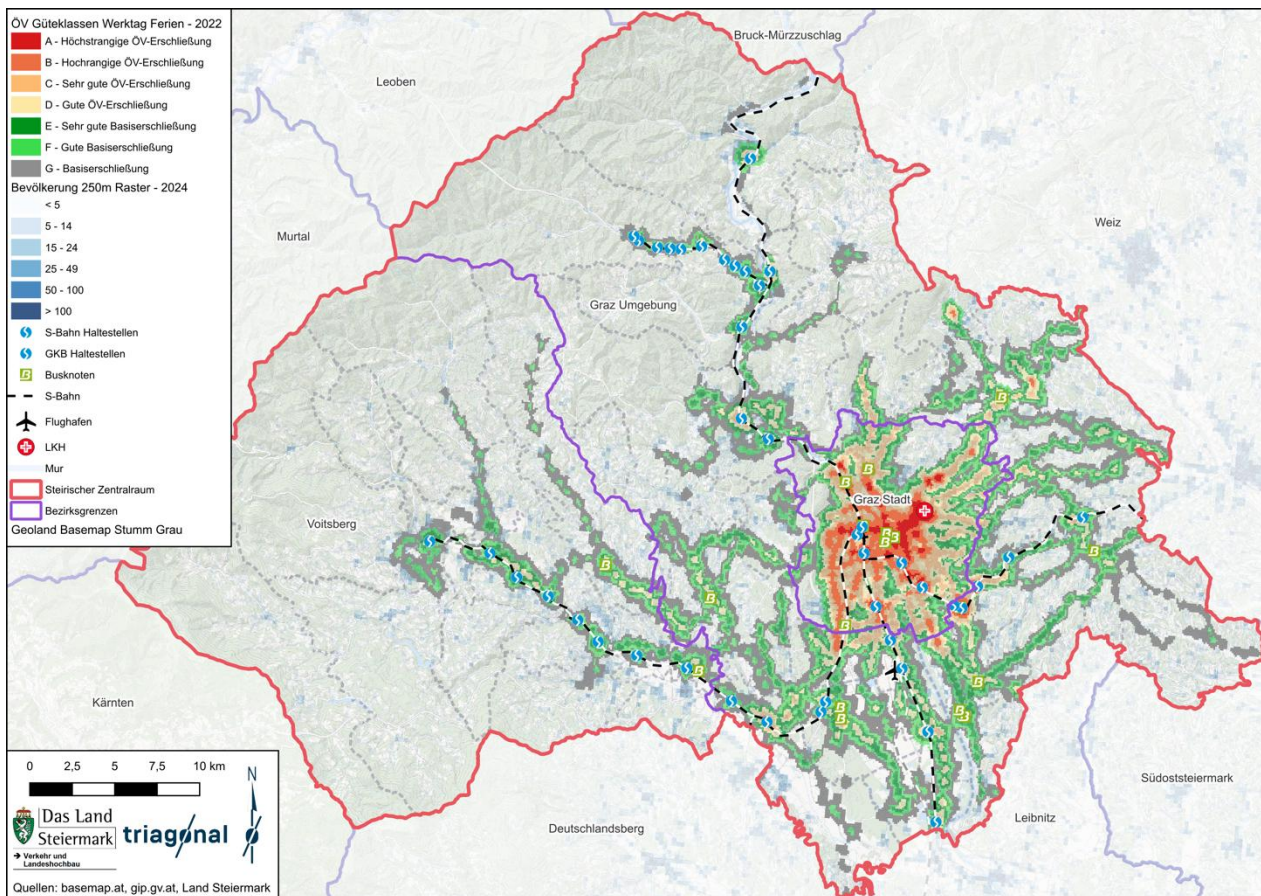 ÖV Güteklassen Werktag Ferien - 2022
A - Höchstrangige ÖV-Erschließung
B - Hochrangige ÖV-Erschließung
C - Sehr gute ÖV-Erschließung
D - Gute ÖV-Erschließung
E - Sehr gute Basiserschließung
F - Gute Basiserschließung
G - Basiserschließung
Bevölkerung 250m Raster - 2024
< 5
5 - 14
15 - 24
25 - 49
50 - 100
> 100
S-Bahn Haltestellen
GKB Haltestellen
B Busknoten
S-Bahn
Flughafen
LKH
Mur
Steirischer Zentralraum
Bezirksgrenzen
Geoland Basemap Stumm Grau
Bruck-Mürzzuschlag
Leoben
Weiz
Murtal
Graz Umgebung
Graz Stadt
Voitsberg
Kärnten
Südoststeiermark
Leibnitz
Deutschlandsberg
0 2,5 5 7,5 10 km
N
Das Land
Steiermark
→ Verkehr und
Landeshochbau
triagonal
Quellen: basemap.at, gip.gv.at, Land Steiermark